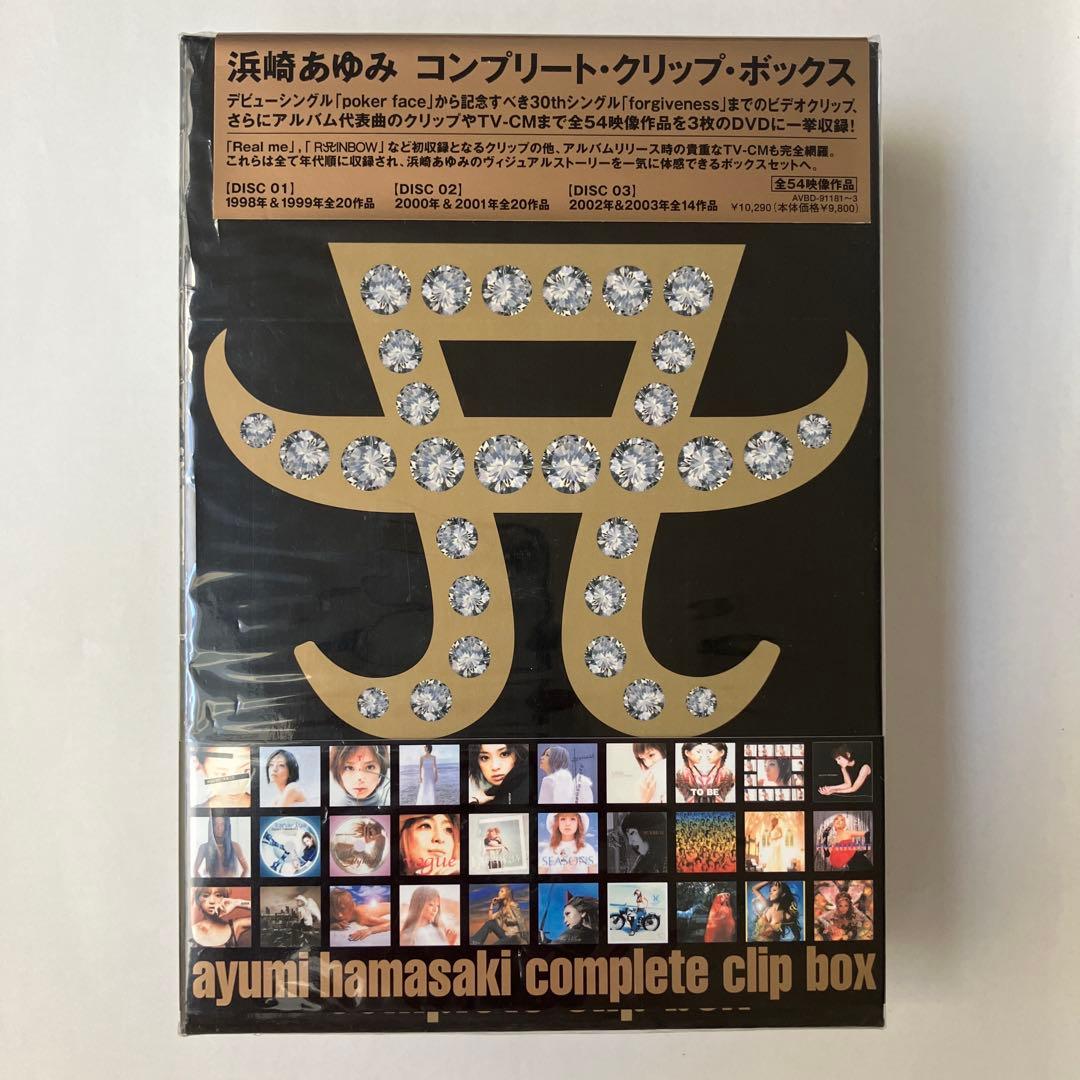 浜崎あゆみ コンプリート・クリップ・ボックス
デビューシングル「poker face」から記念すべき30thシングル「forgiveness」までのビデオクリップ、
さらにアルバム代表曲のクリップやTV-CMまで全54映像作品を3枚のDVDに一挙収録!
「Real me」,「RAINBOW」など初収録となるクリップの他、アルバムリリース時の貴重なTV-CMも完全網羅。
これらは全て年代順に収録され、浜崎あゆみのヴィジュアルストーリーを一気に体感できるボックスセットへ。
【DISC 01】 【DISC 02】 【DISC 03】 全54映像作品
1998年&1999年全20作品 2000年&2001年全20作品 2002年&2003年全14作品
AVBD-91181~3
¥10,290(本体価格¥9,800)
TO BE
vogue
SEASONS
ayumi hamasaki complete clip box
complete clip box